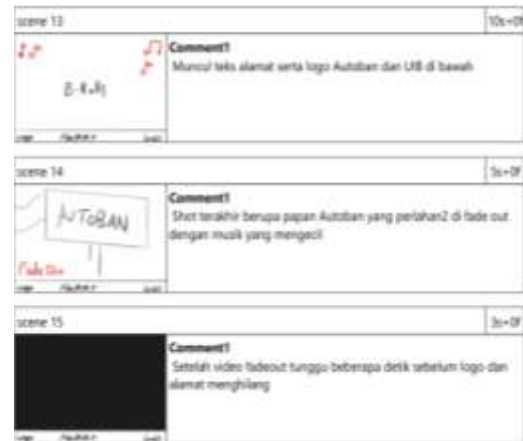 scene 13 10s+0f
Comment1
Muncul teks alamat serta logo Autoban dan UIB di bawah
B-Roll
scene 14 5s+0f
Comment1
Shot terakhir berupa papan Autoban yang perlahan2 di fade out
dengan musik yang mengecil
AUTOBAN
Fade Out
scene 15 3s+0f
Comment1
Setelah video fadeout tunggu beberapa detik sebelum logo dan
alamat menghilang